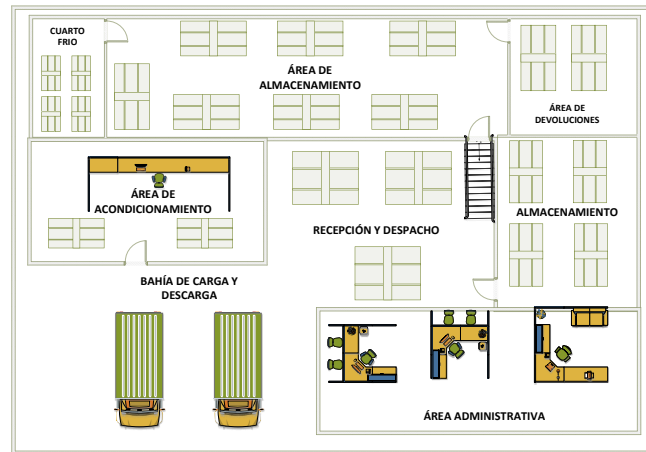 CUARTO
FRIO
ÁREA DE
ALMACENAMIENTO
ÁREA DE
DEVOLUCIONES
ÁREA DE
ACONDICIONAMIENTO
RECEPCIÓN Y DESPACHO
ALMACENAMIENTO
BAHÍA DE CARGA Y
DESCARGA
ÁREA ADMINISTRATIVA